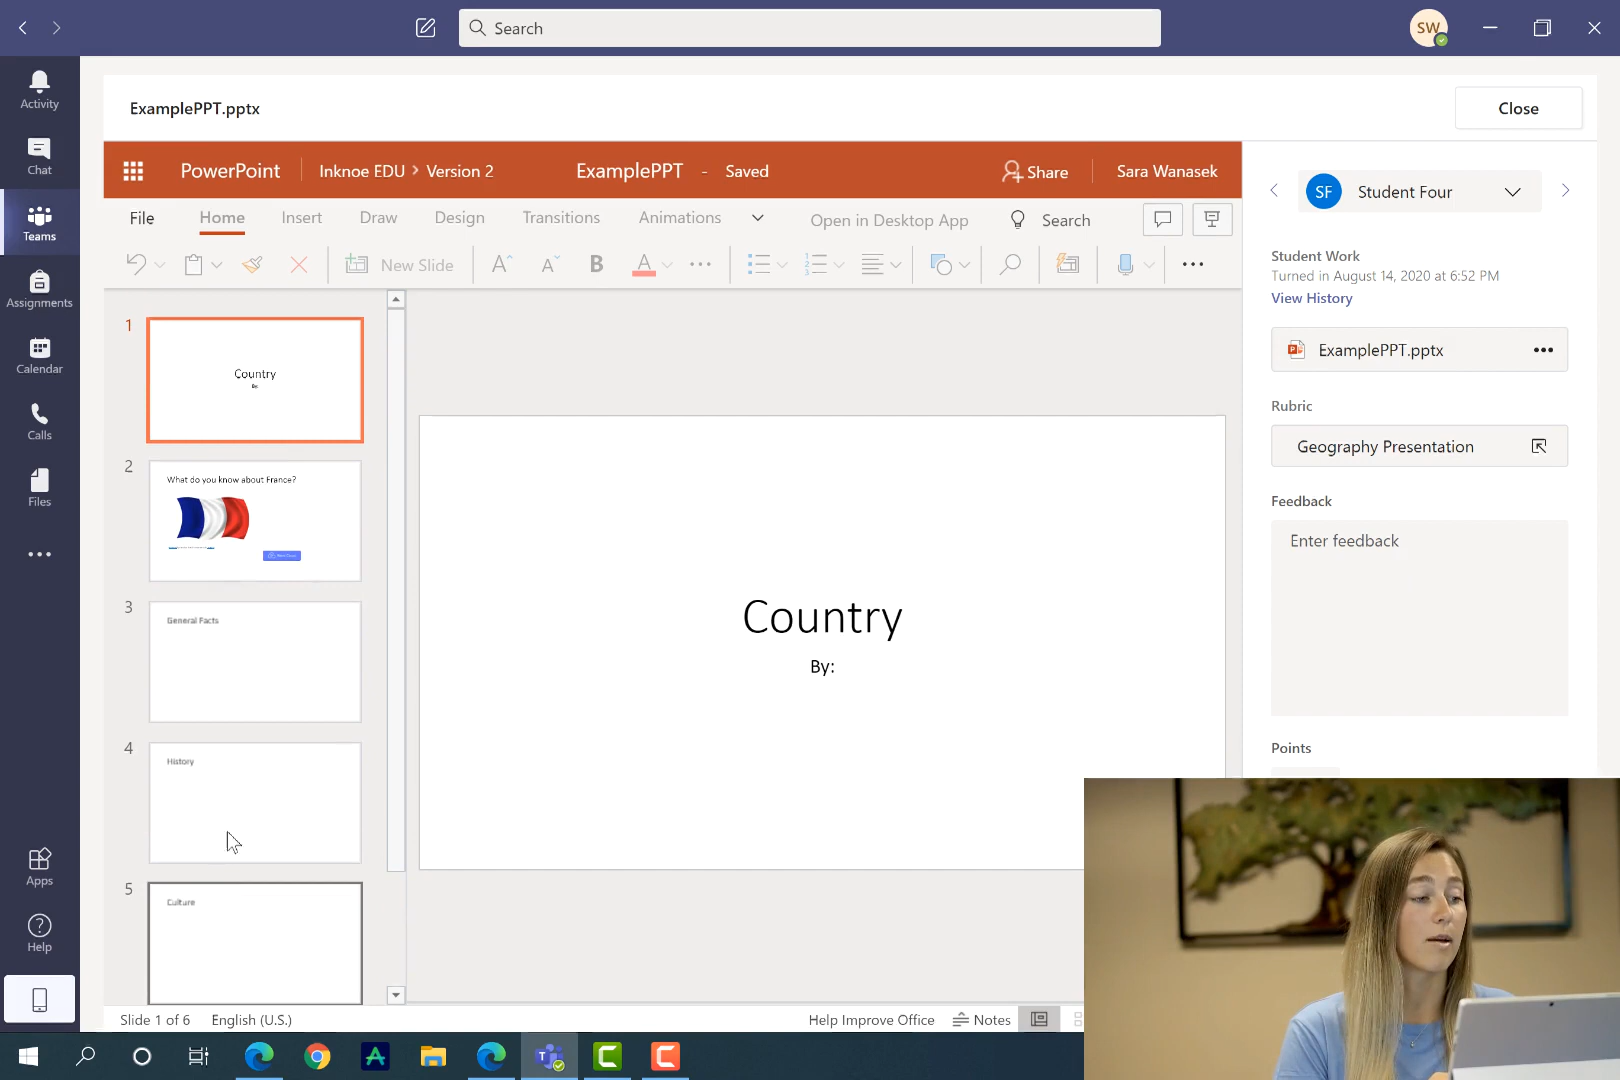 Search
SW
Activity
Chat
Teams
Assignments
Calendar
Calls
Files
Apps
Help
ExamplePPT.pptx
Close
PowerPoint
Inknoe EDU > Version 2
ExamplePPT - Saved
Share
Sara Wanasek
File
Home
Insert
Draw
Design
Transitions
Animations
Open in Desktop App
Search
New Slide
1
Country
By:
2
What do you know about France?
3
General Facts
4
History
5
Culture
Country
By:
SF
Student Four
Student Work
Turned in August 14, 2020 at 6:52 PM
View History
ExamplePPT.pptx
Rubric
Geography Presentation
Feedback
Enter feedback
Points
Slide 1 of 6
English (U.S.)
Help Improve Office
Notes